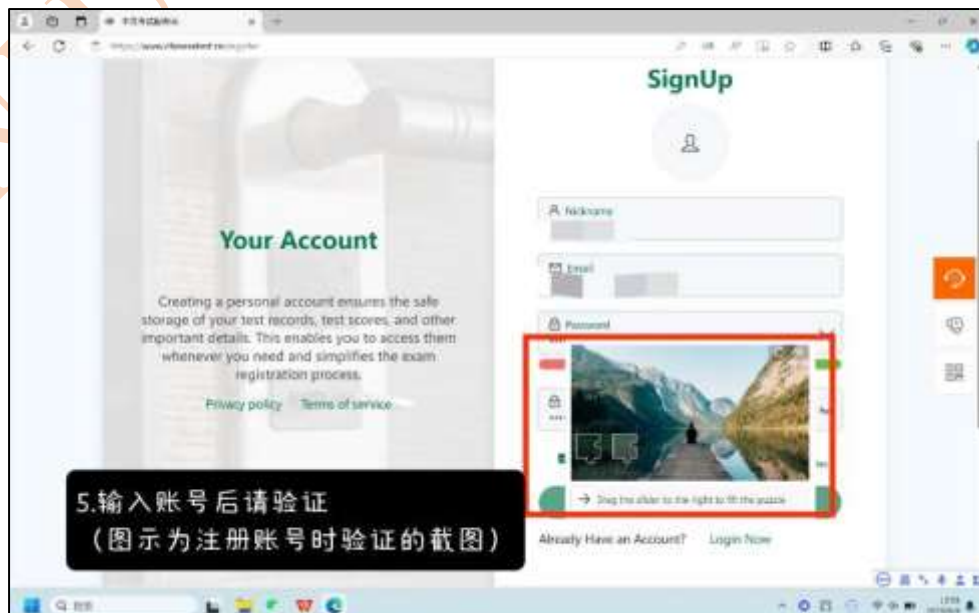 SignUp
Nickname
Email
Password
Your Account
Creating a personal account ensures the safe
storage of your test records, test scores, and other
important details. This enables you to access them
whenever you need and simplifies the exam
registration process.
Privacy policy Terms of service
Drag the slider to the right to fit the puzzle
Already Have an Account? Login Now
5.输入账号后请验证
(图示为注册账号时验证的截图)